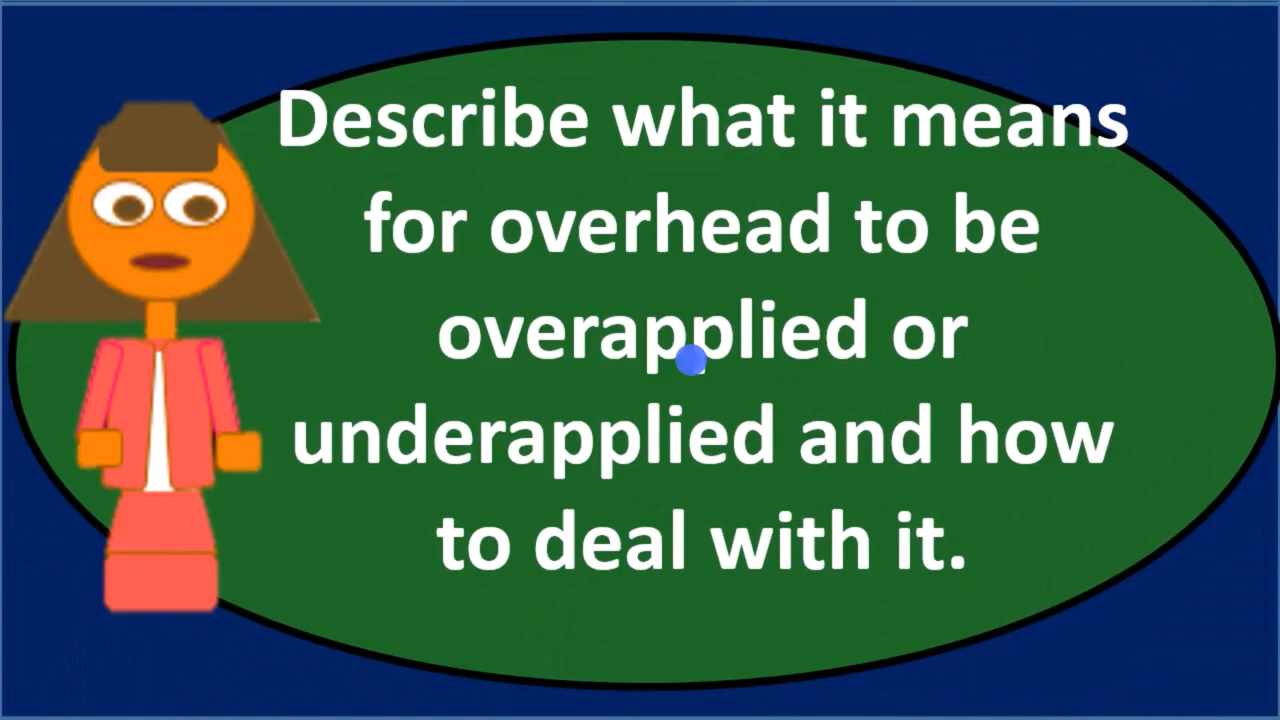 Describe what it means
for overhead to be
overapplied or
underapplied and how
to deal with it.